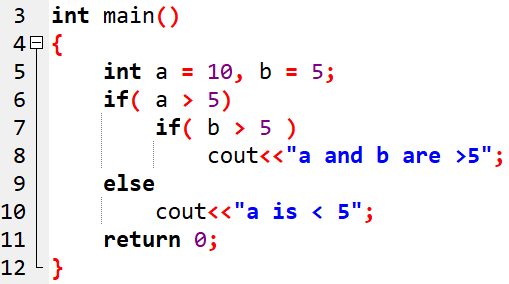 3 int main()
4 {
5 int a = 10, b = 5;
6 if( a > 5)
7 if( b > 5 )
8 cout<<"a and b are >5";
9 else
10 cout<<"a is < 5";
11 return 0;
12 }